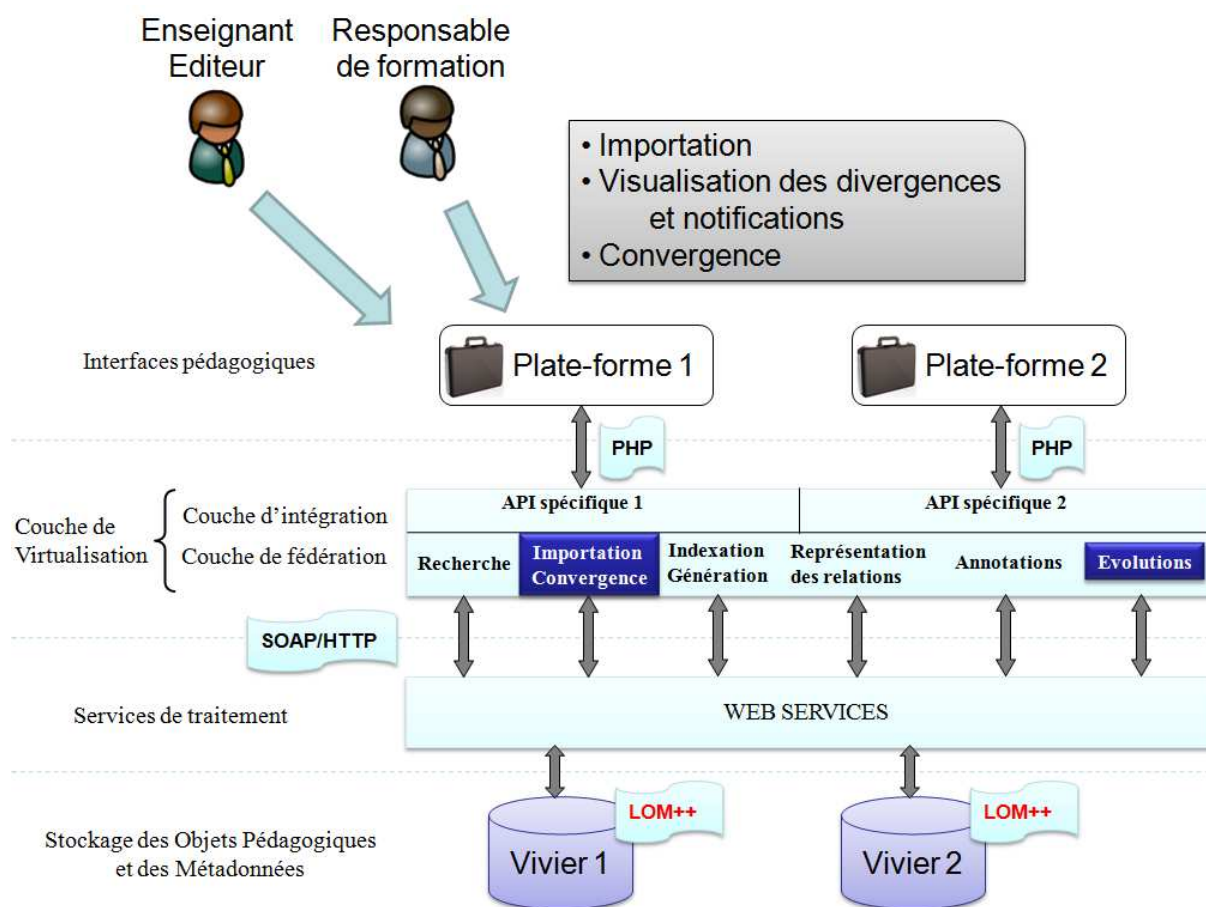 Enseignant
Editeur
Responsable
de formation
• Importation
• Visualisation des divergences
et notifications
• Convergence
Interfaces pédagogiques
Plate-forme 1
Plate-forme 2
PHP
PHP
Couche de
Virtualisation
Couche d'intégration
Couche de fédération
API spécifique 1
API spécifique 2
Recherche
Importation
Convergence
Indexation
Génération
Représentation
des relations
Annotations
Evolutions
SOAP/HTTP
Services de traitement
WEB SERVICES
Stockage des Objets Pédagogiques
et des Métadonnées
LOM++
Vivier 1
LOM++
Vivier 2